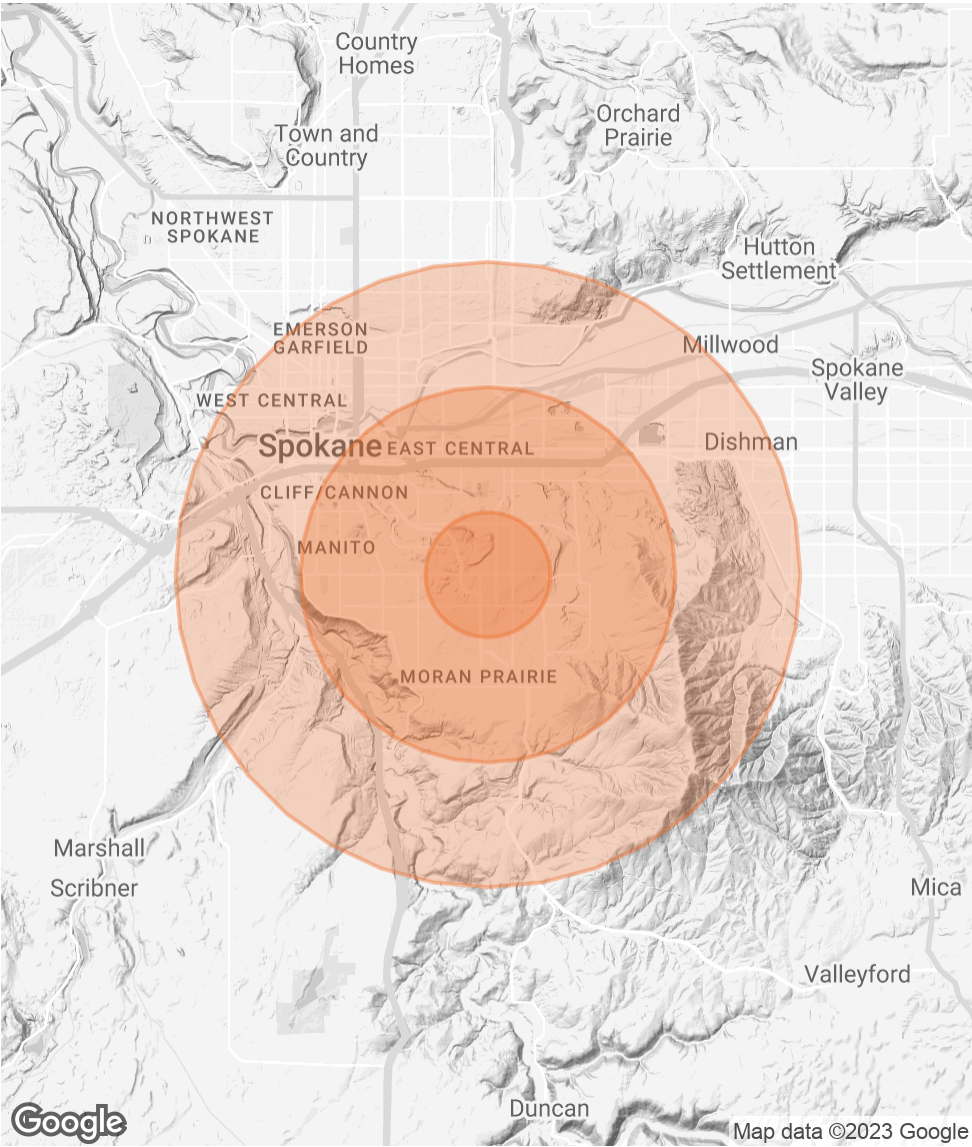 Country
Homes
Orchard
Prairie
Town and
Country
NORTHWEST
SPOKANE
Hutton
Settlement
EMERSON
GARFIELD
Millwood
Spokane
Valley
WEST CENTRAL
Spokane
EAST CENTRAL
Dishman
CLIFF/CANNON
MANITO
MORAN PRAIRIE
Marshall
Scribner
Mica
Valleyford
Duncan
Google
Map data ©2023 Google